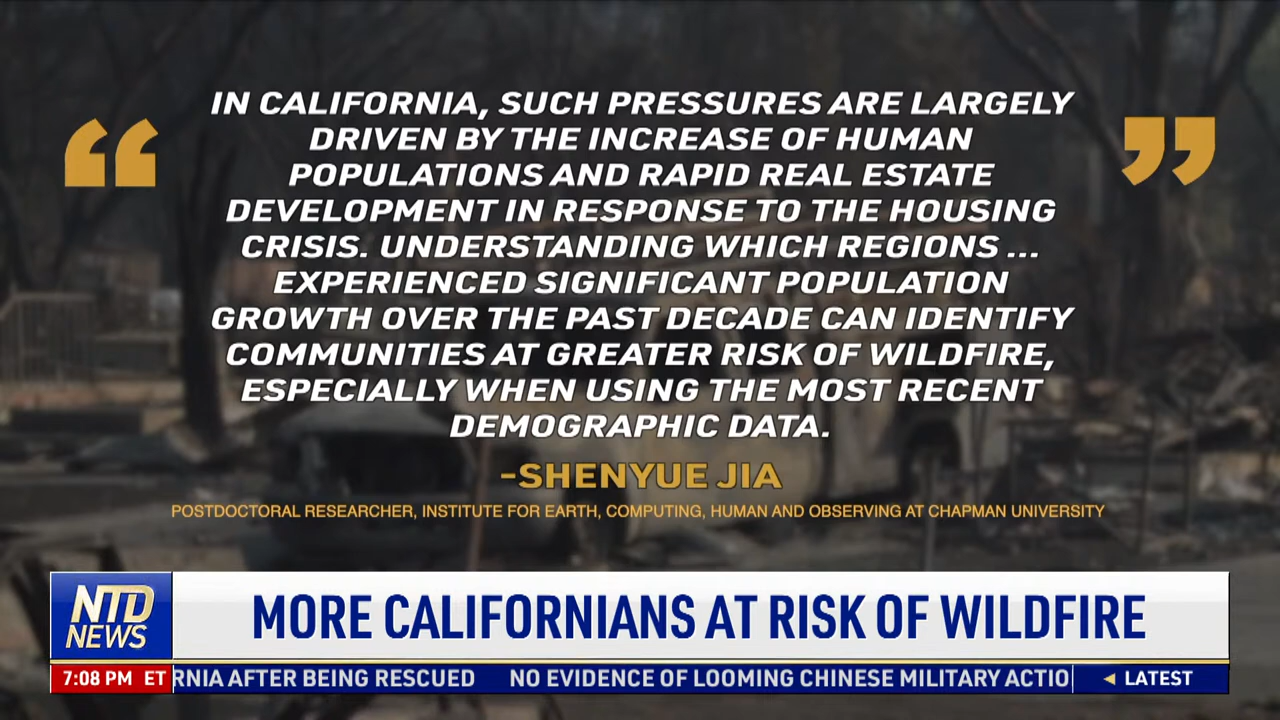 “ ”
IN CALIFORNIA, SUCH PRESSURES ARE LARGELY
DRIVEN BY THE INCREASE OF HUMAN
POPULATIONS AND RAPID REAL ESTATE
DEVELOPMENT IN RESPONSE TO THE HOUSING
CRISIS. UNDERSTANDING WHICH REGIONS ...
EXPERIENCED SIGNIFICANT POPULATION
GROWTH OVER THE PAST DECADE CAN IDENTIFY
COMMUNITIES AT GREATER RISK OF WILDFIRE,
ESPECIALLY WHEN USING THE MOST RECENT
DEMOGRAPHIC DATA.
-SHENYUE JIA
POSTDOCTORAL RESEARCHER, INSTITUTE FOR EARTH, COMPUTING, HUMAN AND OBSERVING AT CHAPMAN UNIVERSITY
NTD
NEWS
MORE CALIFORNIANS AT RISK OF WILDFIRE
7:08 PM ET
RNIA AFTER BEING RESCUED NO EVIDENCE OF LOOMING CHINESE MILITARY ACTIO
◄ LATEST